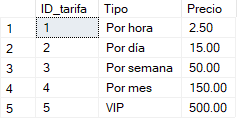 ID_tarifa Tipo Precio
1 1 Por hora 2.50
2 2 Por día 15.00
3 3 Por semana 50.00
4 4 Por mes 150.00
5 5 VIP 500.00